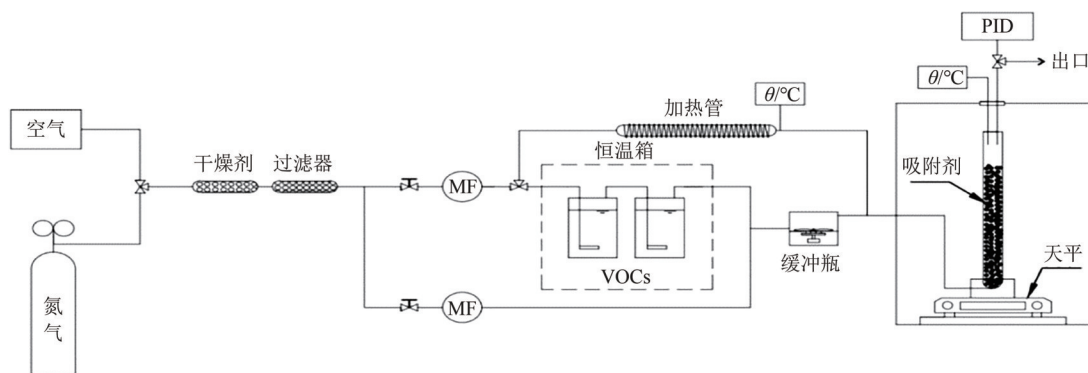 PID
出口
θ/°C
θ/°C
加热管
空气
恒温箱
干燥剂
过滤器
吸附剂
MF
VOCs
缓冲瓶
天平
MF
氮
气